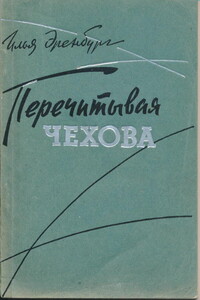 Илья Эренбург
Перечитывая
ЧЕХОВА